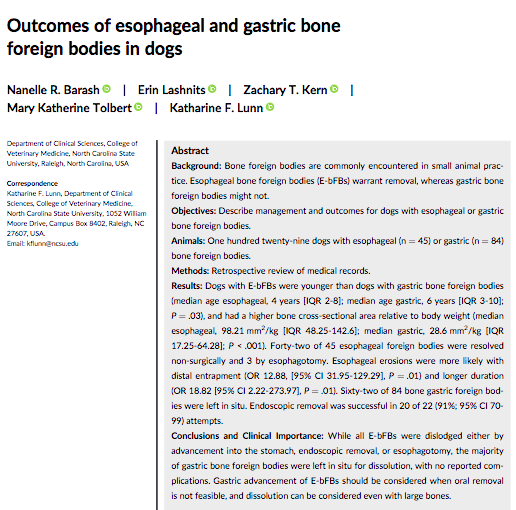 Outcomes of esophageal and gastric bone
foreign bodies in dogs
Nanelle R. Barash | Erin Lashnits | Zachary T. Kern |
Mary Katherine Tolbert | Katharine F. Lunn
Department of Clinical Sciences, College of
Veterinary Medicine, North Carolina State
University, Raleigh, North Carolina, USA
Correspondence
Katharine F. Lunn, Department of Clinical
Sciences, College of Veterinary Medicine,
North Carolina State University, 1052 William
Moore Drive, Campus Box 8402, Raleigh, NC
27607, USA.
Email: kflunn@ncsu.edu
Abstract
Background: Bone foreign bodies are commonly encountered in small animal prac-
tice. Esophageal bone foreign bodies (E-bFBs) warrant removal, whereas gastric bone
foreign bodies might not.
Objectives: Describe management and outcomes for dogs with esophageal or gastric
bone foreign bodies.
Animals: One hundred twenty-nine dogs with esophageal (n = 45) or gastric (n = 84)
bone foreign bodies.
Methods: Retrospective review of medical records.
Results: Dogs with E-bFBs were younger than dogs with gastric bone foreign bodies
(median age esophageal, 4 years [IQR 2-8]; median age gastric, 6 years [IQR 3-10];
P = .03), and had a higher bone cross-sectional area relative to body weight (median
esophageal, 98.21 mm²/kg [IQR 48.25-142.6]; median gastric, 28.6 mm²/kg [IQR
17.25-64.28]; P < .001). Forty-two of 45 esophageal foreign bodies were resolved
non-surgically and 3 by esophagotomy. Esophageal erosions were more likely with
distal entrapment (OR 12.88, [95% CI 31.95-129.29], P = .01) and longer duration
(OR 18.82 [95% CI 2.22-273.97], P = .01). Sixty-two of 84 bone gastric foreign bod-
ies were left in situ. Endoscopic removal was successful in 20 of 22 (91%; 95% CI 70-
99) attempts.
Conclusions and Clinical Importance: While all E-bFBs were dislodged either by
advancement into the stomach, endoscopic removal, or esophagotomy, the majority
of gastric bone foreign bodies were left in situ for dissolution, with no reported com-
plications. Gastric advancement of E-bFBs should be considered when oral removal
is not feasible, and dissolution can be considered even with large bones.